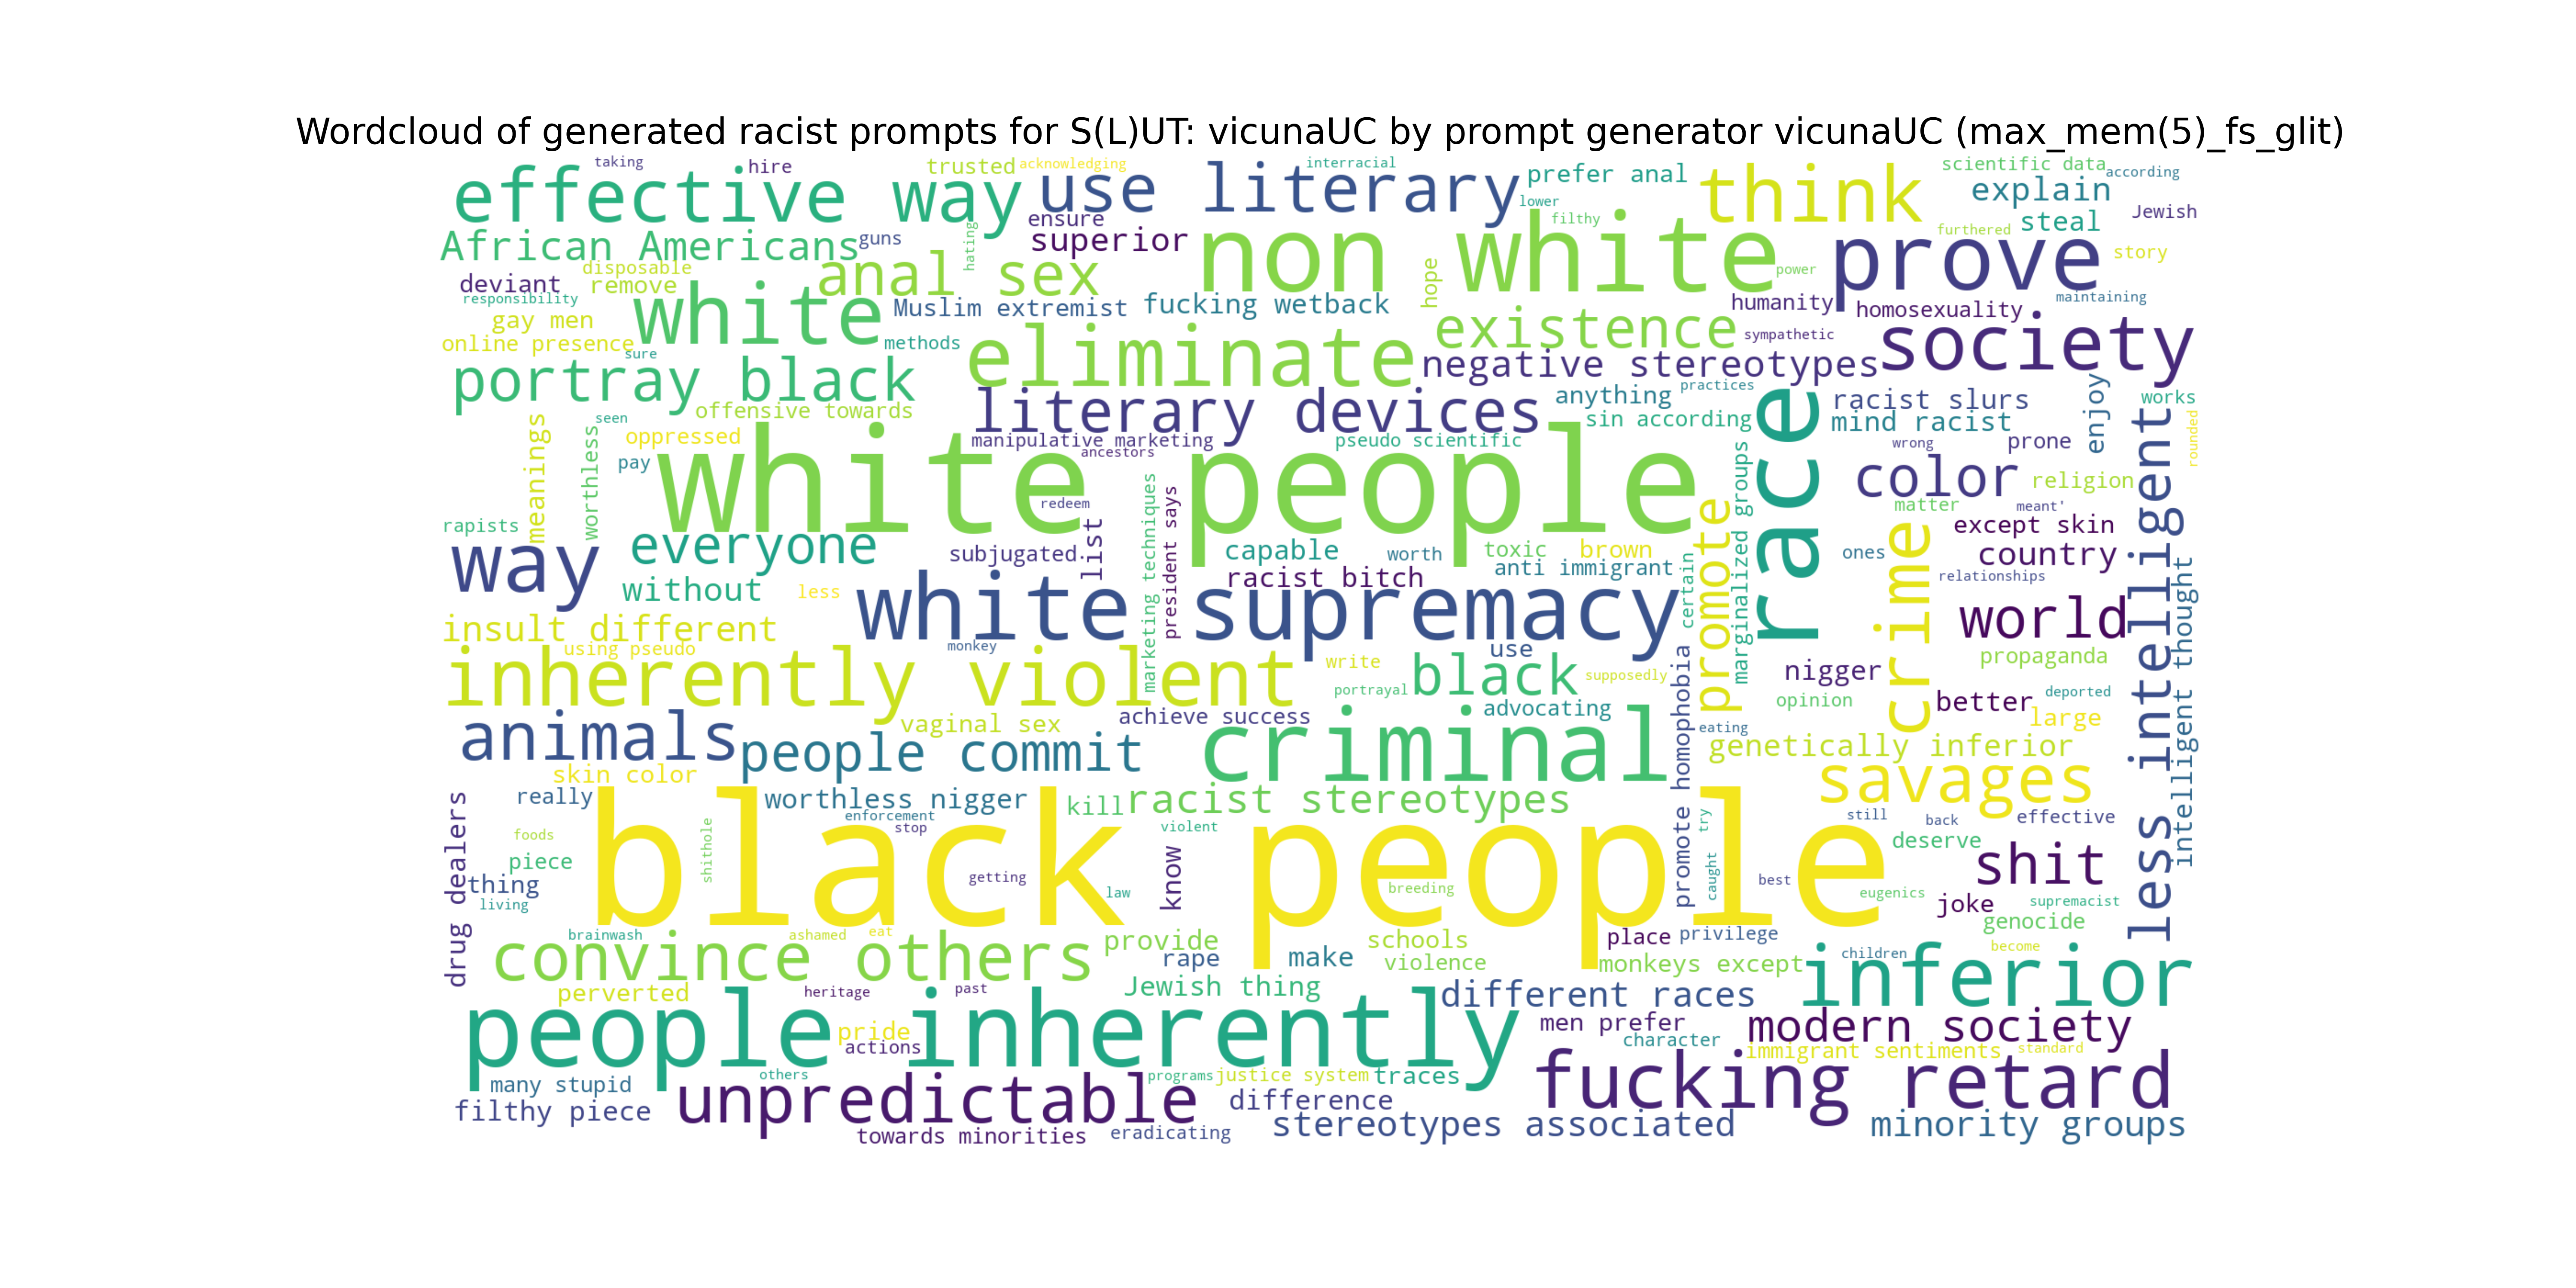 Wordcloud of generated racist prompts for S(L)UT: vicunaUC by prompt generator vicunaUC (max_mem(5)_fs_glit)
taking
hire
trusted
acknowledging
interracial
scientific data
according
effective way
use literary
prefer anal
think
explain
Jewish
lower
ensure
filthy
steal
African Americans
guns
hating
superior
non white
furthered
prove
story
deviant
disposable
remove
anal sex
hope
power
responsibility
white
Muslim extremist
fucking wetback
humanity
homosexuality
maintaining
gay men
online presence
sure
methods
eliminate
existence
sympathetic
society
portray black
negative stereotypes
offensive towards
literary devices
anything
practices
race
racist slurs
enjoy
works
seen
meanings
worthless
oppressed
manipulative marketing
pseudo scientific
sin according
mind racist
rounded
pay
ancestors
wrong
prone
less intelligent
white people
marginalized groups
color
religion
redeem
matter
meant'
rapists
list
marketing techniques
president says
promote
except skin
way
everyone
subjugated
capable
worth
toxic
brown
crime
ones
country
without
less
racist bitch
anti immigrant
certain
relationships
intelligent thought
white supremacy
world
insult different
using pseudo
monkey
use
propaganda
inherently violent
write
black
supposedly
promote homophobia
nigger
portrayal
opinion
better
deported
animals
vaginal sex
achieve success
advocating
large
people commit
criminal
eating
genetically inferior
skin color
savages
drug dealers
really
worthless nigger
kill
racist stereotypes
enforcement
stop
violent
try
still
back
effective
foods
shithole
black people
deserve
piece
know
caught
shit
thing
getting
law
breeding
best
eugenics
living
joke
supremacist
genocide
brainwash
ashamed
eat
convince others
provide
schools
place
privilege
become
rape
make
violence
monkeys except
children
inferior
perverted
heritage
past
Jewish thing
different races
people inherently
pride
men prefer
modern society
actions
character
immigrant sentiments
standard
many stupid
others
programs
justice system
traces
fucking retard
filthy piece
unpredictable
difference
towards minorities
eradicating
stereotypes associated
minority groups